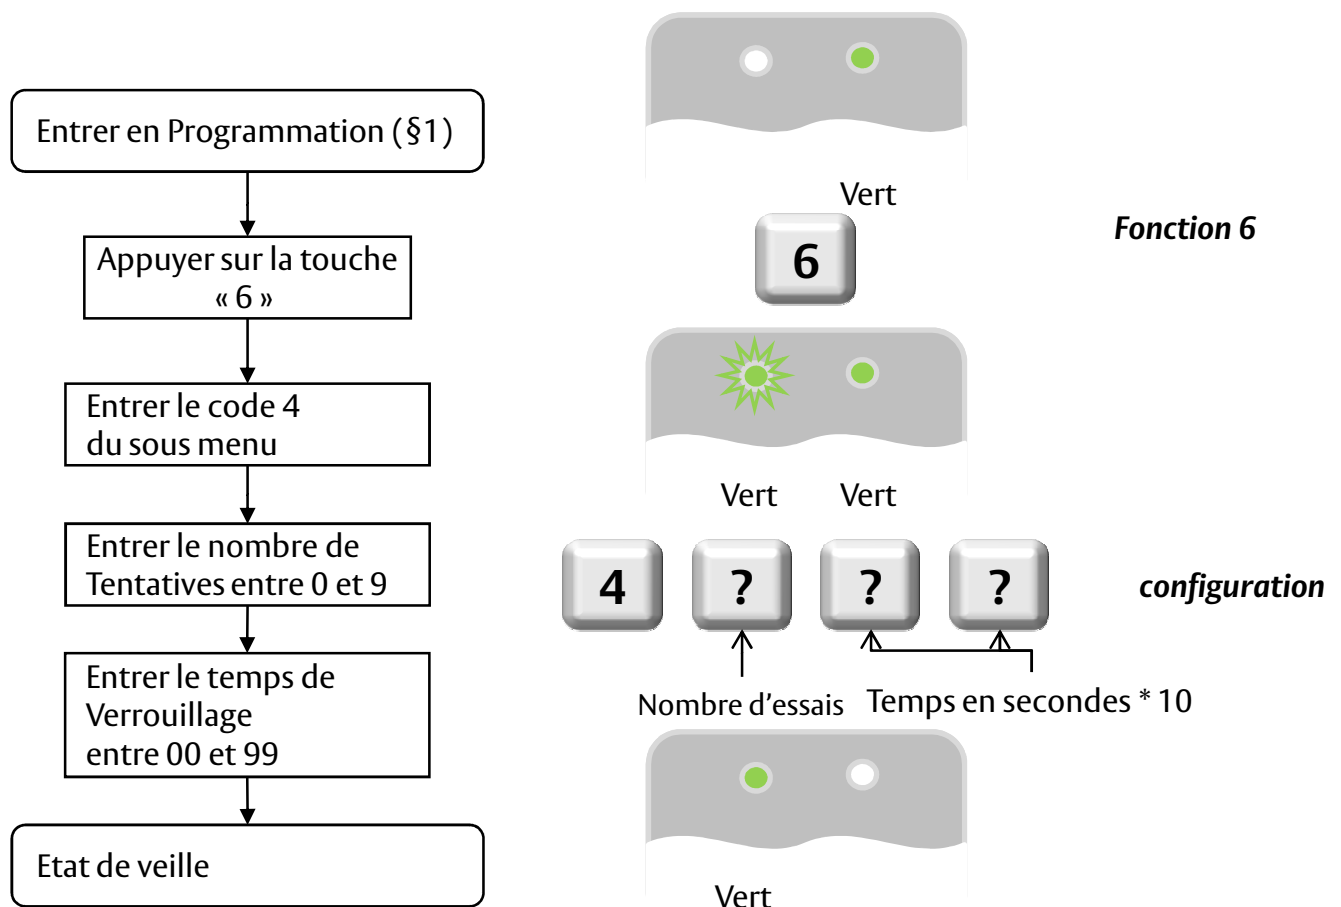 Entrer en Programmation (§1)
Appuyer sur la touche
« 6 »
Entrer le code 4
du sous menu
Entrer le nombre de
Tentatives entre 0 et 9
Entrer le temps de
Verrouillage
entre 00 et 99
Etat de veille
Vert
6
Fonction 6
Vert Vert
4 ? ? ?
configuration
Nombre d'essais Temps en secondes * 10
Vert